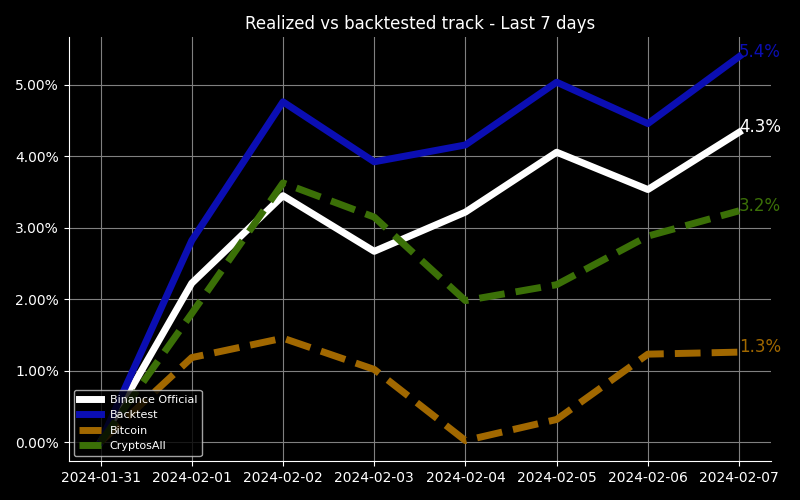 Realized vs backtested track - Last 7 days
5.4%
5.00%
4.3%
4.00%
3.2%
3.00%
2.00%
1.3%
1.00%
Binance Official
Backtest
Bitcoin
CryptosAll
0.00%
2024-01-31 2024-02-01 2024-02-02 2024-02-03 2024-02-04 2024-02-05 2024-02-06 2024-02-07